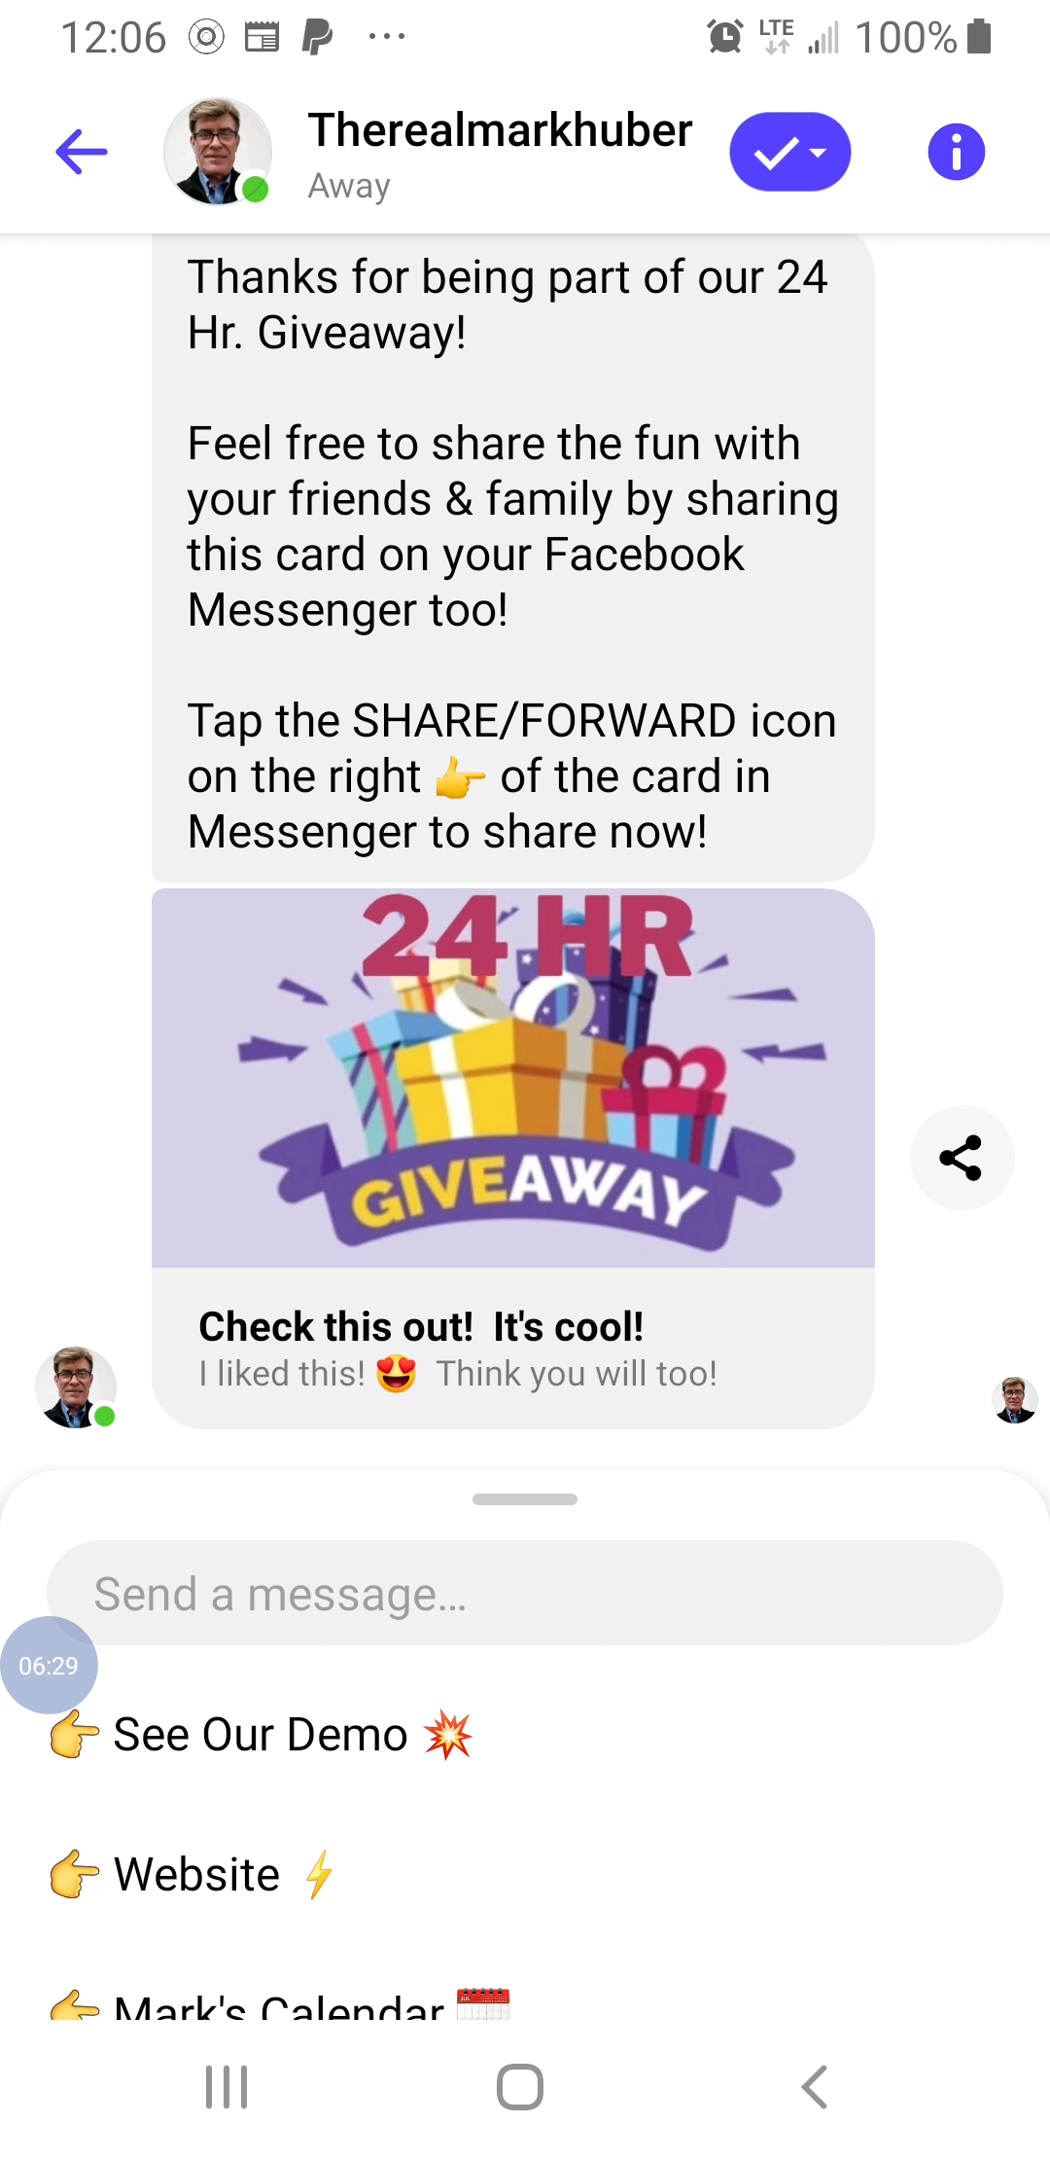 12:06
LTE
100%
Therealmarkhuber
Away
Thanks for being part of our 24
Hr. Giveaway!
Feel free to share the fun with
your friends & family by sharing
this card on your Facebook
Messenger too!
Tap the SHARE/FORWARD icon
on the right 👉 of the card in
Messenger to share now!
24 HR
GIVEAWAY
Check this out!  It's cool!
I liked this! 😍  Think you will too!
Send a message...
06:29
👉 See Our Demo 💥
👉 Website ⚡
👉 Mark's Calendar 📅